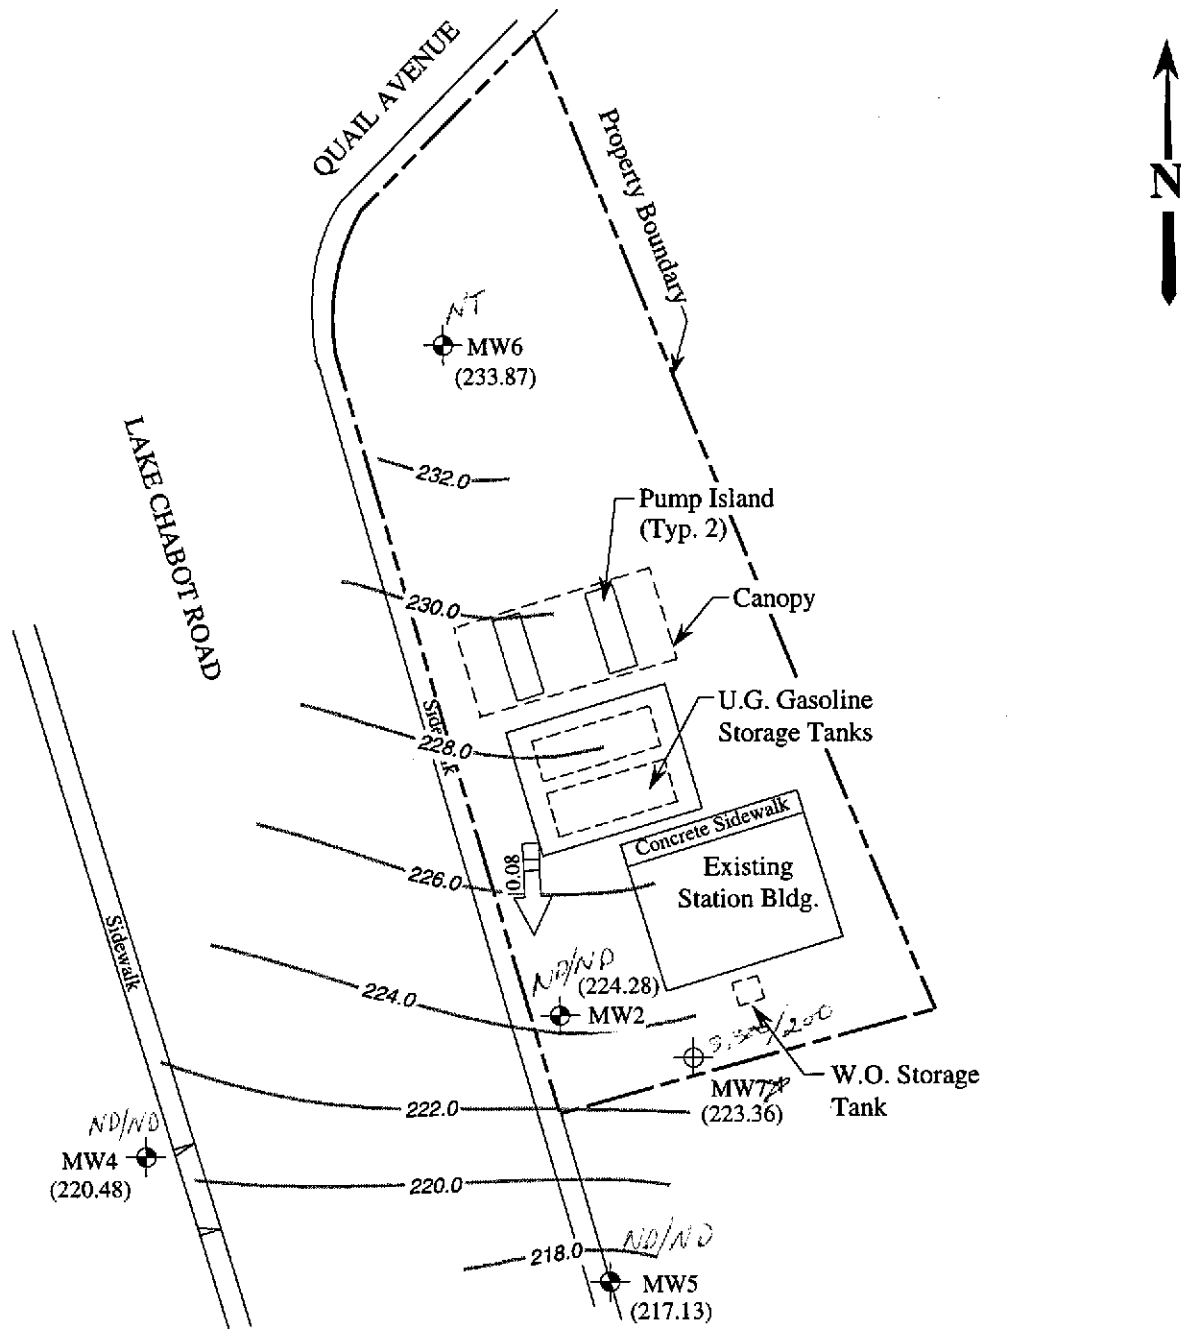 QUAIL AVENUE
Property Boundary
N
NT
MW6
(233.87)
LAKE CHABOT ROAD
232.0
Pump Island
(Typ. 2)
230.0
Canopy
Sidewalk
228.0
U.G. Gasoline
Storage Tanks
Concrete Sidewalk
Existing
Station Bldg.
226.0
0.08
Sidewalk
224.0
ND/ND
(224.28)
MW2
/200
MW7
(223.36)
W.O. Storage
Tank
222.0
ND/ND
MW4
(220.48)
220.0
ND/ND
218.0
MW5
(217.13)